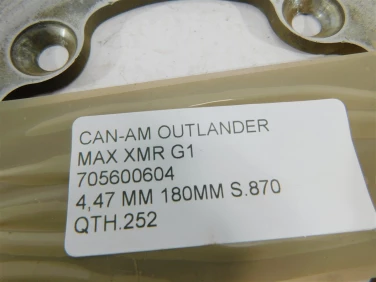 CAN-AM OUTLANDER
MAX XMR G1
705600604
4,47 MM 180MM S.870
QTH.252